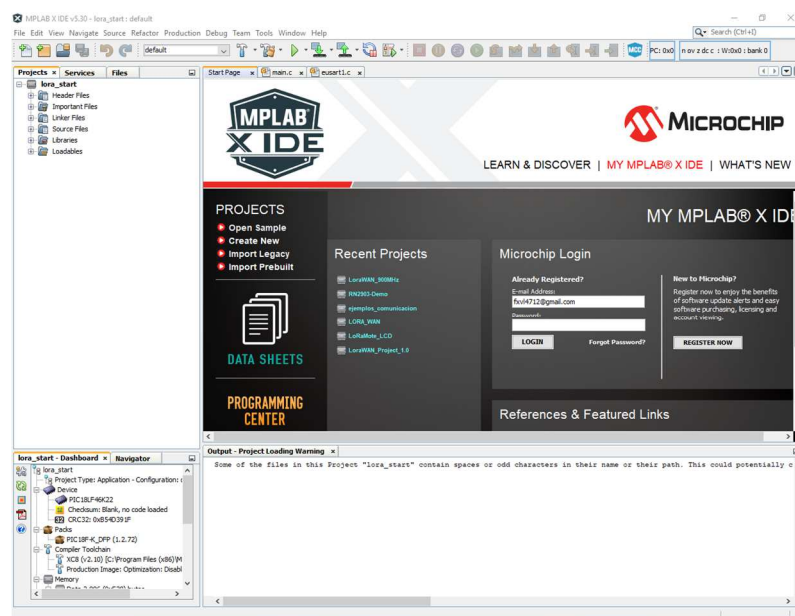 MPLAB X IDE v5.30 - lora_start : default
File Edit View Navigate Source Refactor Production Debug Team Tools Window Help
Search (Ctrl+I)
default
PC: 0x0
n ov z dc c : W:0x0 : bank 0
Projects × Services Files
Start Page × main.c × eusart1.c ×
lora_start
Header Files
Important Files
Linker Files
Source Files
Libraries
Loadables
MPLAB
X IDE
MICROCHIP
LEARN & DISCOVER | MY MPLAB® X IDE | WHAT'S NEW
PROJECTS
Open Sample
Create New
Import Legacy
Import Prebuilt
DATA SHEETS
PROGRAMMING
CENTER
MY MPLAB® X IDE
Recent Projects
LoraWAN_900MHz
RN2903-Demo
ejemplos_comunisacion
LORA_WAN
LoRaMote_LCD
LoraWAN_Project_1.0
Microchip Login
Already Registered?
E-mail Address:
fxvl4712@gmail.com
Password:
LOGIN
Forgot Password?
New to Microchip?
Register now to enjoy the benefits
of software update alerts and easy
software purchasing, licensing and
account viewing.
REGISTER NOW
References & Featured Links
lora_start - Dashboard × Navigator
lora_start
Project Type: Application - Configuration:
Device
PIC18LF46K22
Checksum: Blank, no code loaded
CRC32: 0xB54D391F
Packs
PIC18F-K_DFP (1.2.72)
Compiler Toolchain
XC8 (v2.10) [C:\Program Files (x86)\M
Production Image: Optimization: Disabl
Memory
Output - Project Loading Warning ×
Some of the files in this Project "lora_start" contain spaces or odd characters in their name or their path. This could potentially c